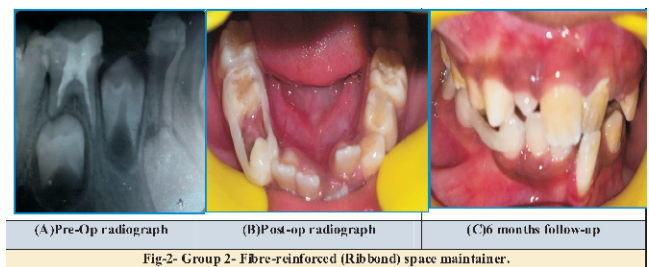 (A)Pre-Op radiograph
(B)Post-op radiograph
(C)6 months follow-up
Fig-2- Group 2- Fibre-reinforced (Ribbond) space maintainer.